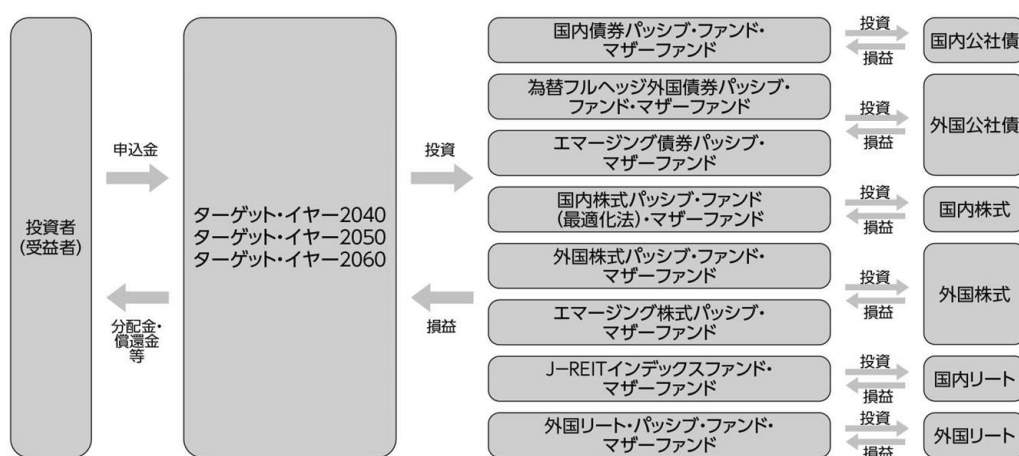 投資者
(受益者)
申込金
分配金・
償還金
等
ターゲット・イヤー2040
ターゲット・イヤー2050
ターゲット・イヤー2060
投資
損益
国内債券パッシブ・ファンド・
マザーファンド
投資
損益
国内公社債
為替フルヘッジ外国債券パッシブ・
ファンド・マザーファンド
エマージング債券パッシブ・
マザーファンド
投資
損益
外国公社債
国内株式パッシブ・ファンド
(最適化法)・マザーファンド
投資
損益
国内株式
外国株式パッシブ・ファンド・
マザーファンド
エマージング株式パッシブ・
マザーファンド
投資
損益
外国株式
J−REITインデックスファンド・
マザーファンド
投資
損益
国内リート
外国リート・パッシブ・ファンド・
マザーファンド
投資
損益
外国リート